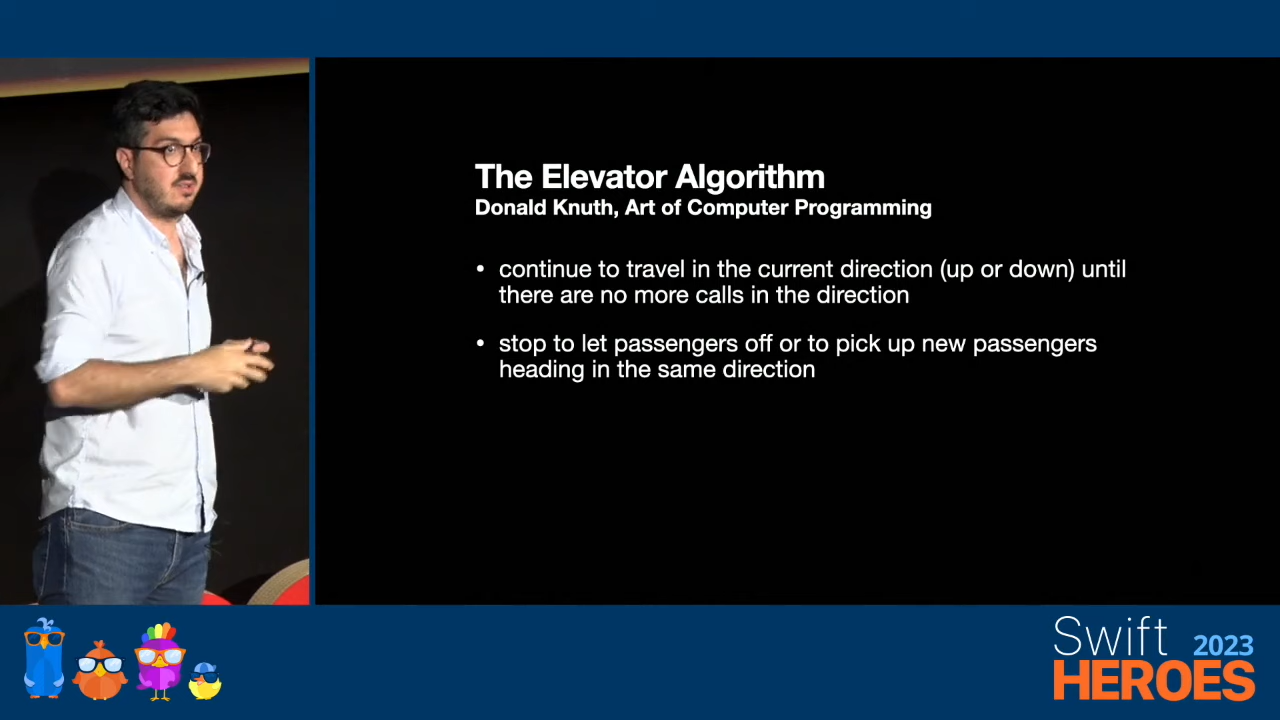 The Elevator Algorithm
Donald Knuth, Art of Computer Programming
• continue to travel in the current direction (up or down) until
there are no more calls in the direction
• stop to let passengers off or to pick up new passengers
heading in the same direction
Swift 2023
HEROES